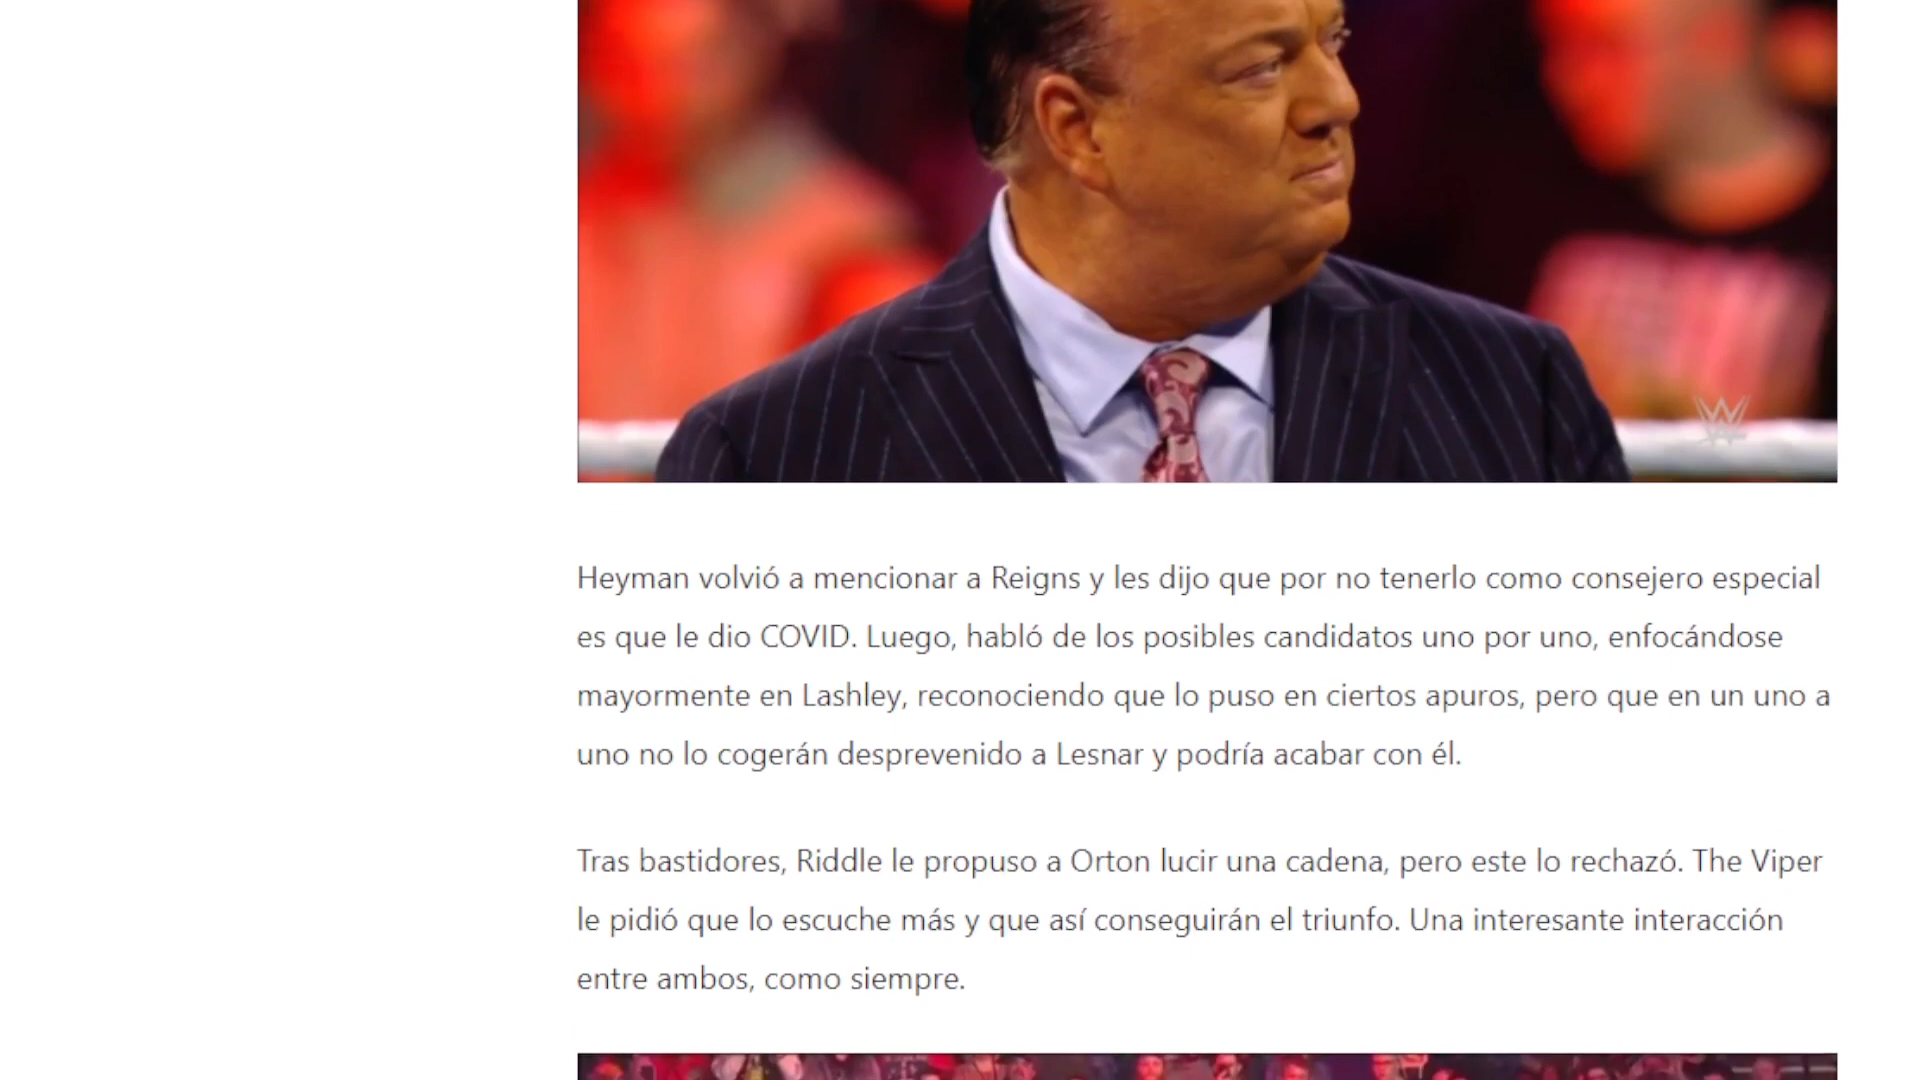 Heyman volvió a mencionar a Reigns y les dijo que por no tenerlo como consejero especial
es que le dio COVID. Luego, habló de los posibles candidatos uno por uno, enfocándose
mayormente en Lashley, reconociendo que lo puso en ciertos apuros, pero que en un uno a
uno no lo cogerán desprevenido a Lesnar y podría acabar con él.
Tras bastidores, Riddle le propuso a Orton lucir una cadena, pero este lo rechazó. The Viper
le pidió que lo escuche más y que así conseguirán el triunfo. Una interesante interacción
entre ambos, como siempre.